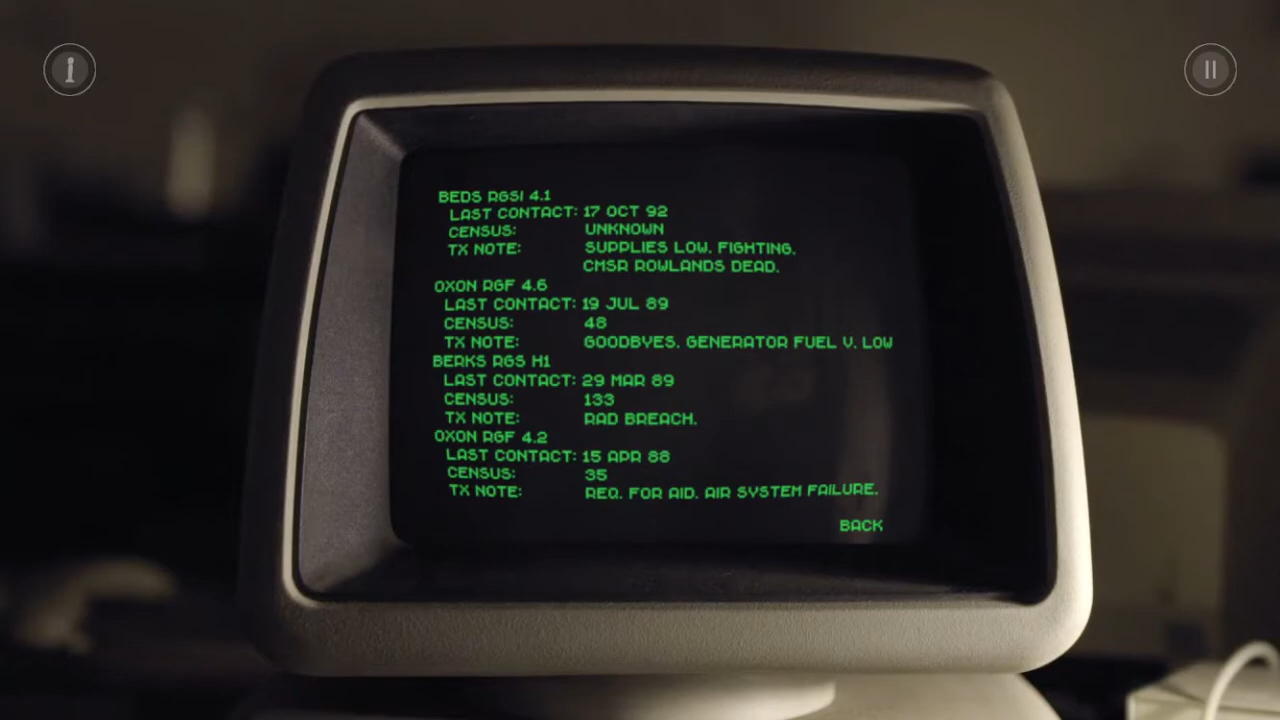 BEDS RGSI 4.1
LAST CONTACT: 17 OCT 92
CENSUS: UNKNOWN
TX NOTE: SUPPLIES LOW. FIGHTING.
CMSR ROWLANDS DEAD.
OXON RGF 4.6
LAST CONTACT: 19 JUL 89
CENSUS: 48
TX NOTE: GOODBYES. GENERATOR FUEL V. LOW
BERKS RGS H1
LAST CONTACT: 29 MAR 89
CENSUS: 133
TX NOTE: RAD BREACH.
OXON RGF 4.2
LAST CONTACT: 15 APR 88
CENSUS: 35
TX NOTE: REQ. FOR AID. AIR SYSTEM FAILURE.
BACK